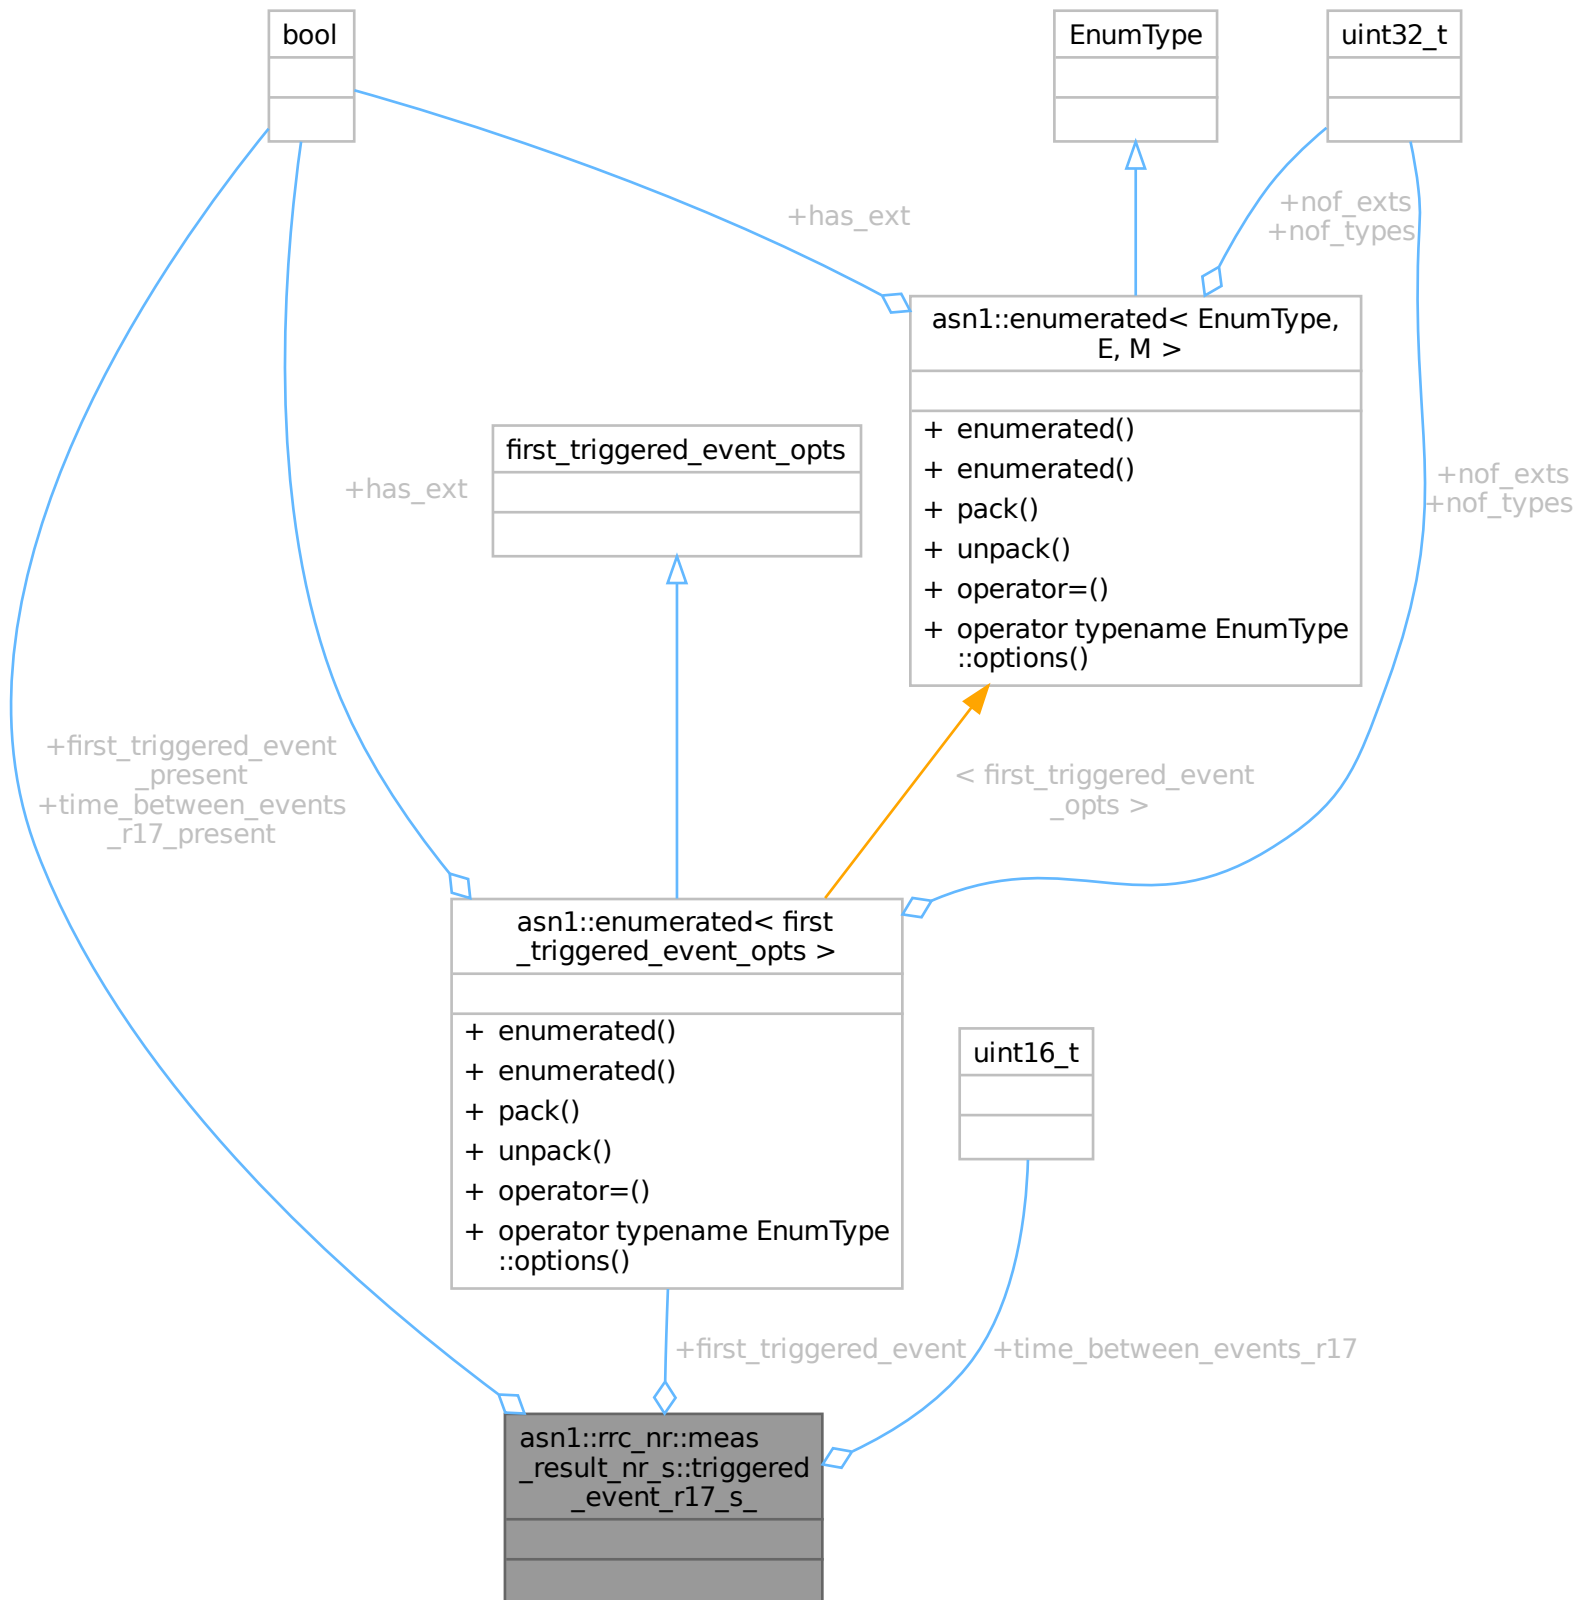 bool
EnumType
uint32_t
+has_ext
+nof_exts
+nof_types
asn1::enumerated< EnumType,
E, M >
+ enumerated()
+ enumerated()
+ pack()
+ unpack()
+ operator=()
+ operator typename EnumType
::options()
first_triggered_event_opts
+has_ext
+nof_exts
+nof_types
+first_triggered_event
_present
+time_between_events
_r17_present
< first_triggered_event
_opts >
asn1::enumerated< first
_triggered_event_opts >
+ enumerated()
+ enumerated()
+ pack()
+ unpack()
+ operator=()
+ operator typename EnumType
::options()
uint16_t
+first_triggered_event
+time_between_events_r17
asn1::rrc_nr::meas
_result_nr_s::triggered
_event_r17_s_